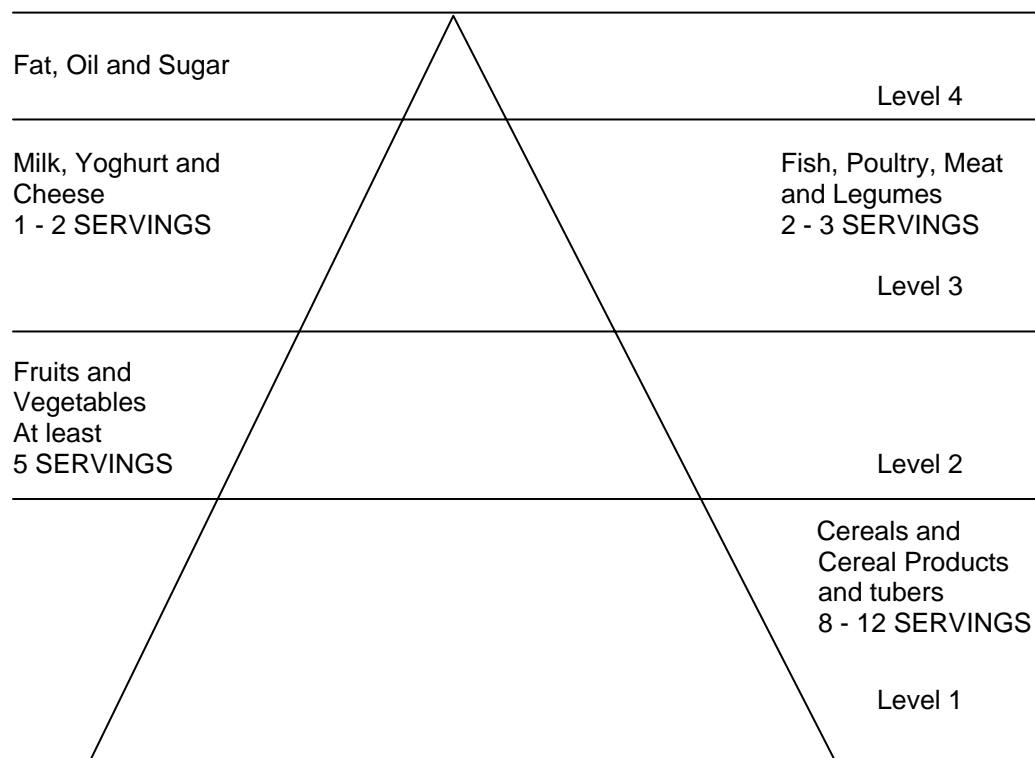 Fat, Oil and Sugar
Level 4
Milk, Yoghurt and
Cheese
1 - 2 SERVINGS
Fish, Poultry, Meat
and Legumes
2 - 3 SERVINGS
Level 3
Fruits and
Vegetables
At least
5 SERVINGS
Level 2
Cereals and
Cereal Products
and tubers
8 - 12 SERVINGS
Level 1